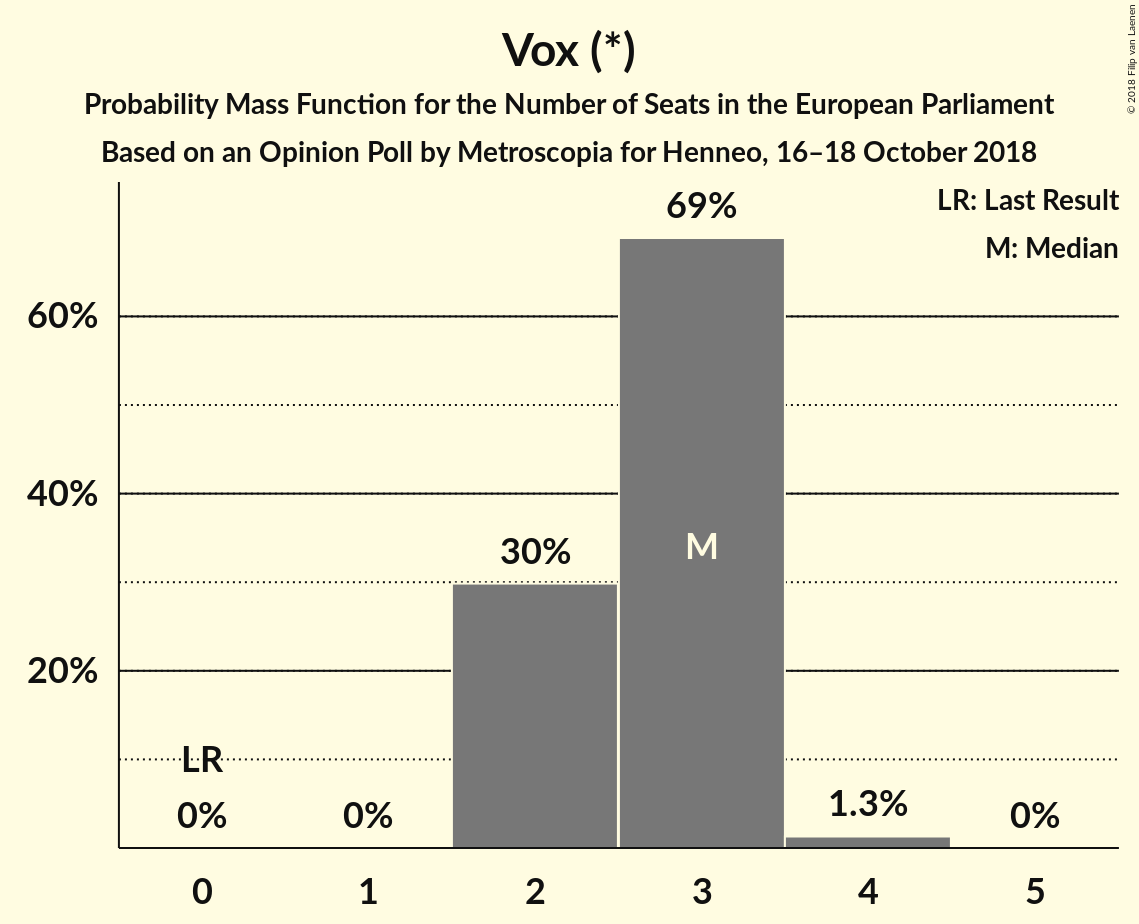 Vox (*)
Probability Mass Function for the Number of Seats in the European Parliament
Based on an Opinion Poll by Metroscopia for Henneo, 16–18 October 2018
© 2018 Filip van Laenen
LR: Last Result
M: Median
69%
60%
40%
30%
M
20%
LR
0%
0%
1.3%
0%
0
1
2
3
4
5